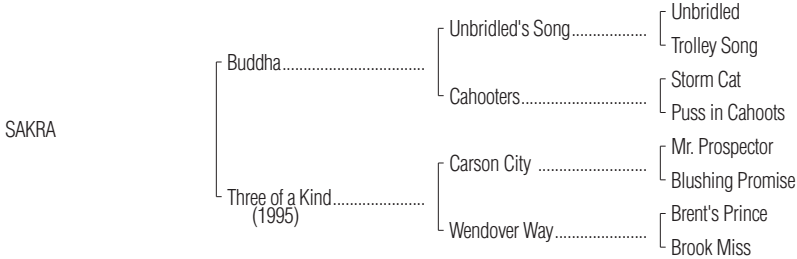 Unbridled
Unbridled's Song...................
Trolley Song
Buddha....................................
Storm Cat
Cahooters................................
Puss in Cahoots
SAKRA
Mr. Prospector
Carson City ...........................
Blushing Promise
Three of a Kind.......................
(1995)
Brent's Prince
Wendover Way.......................
Brook Miss